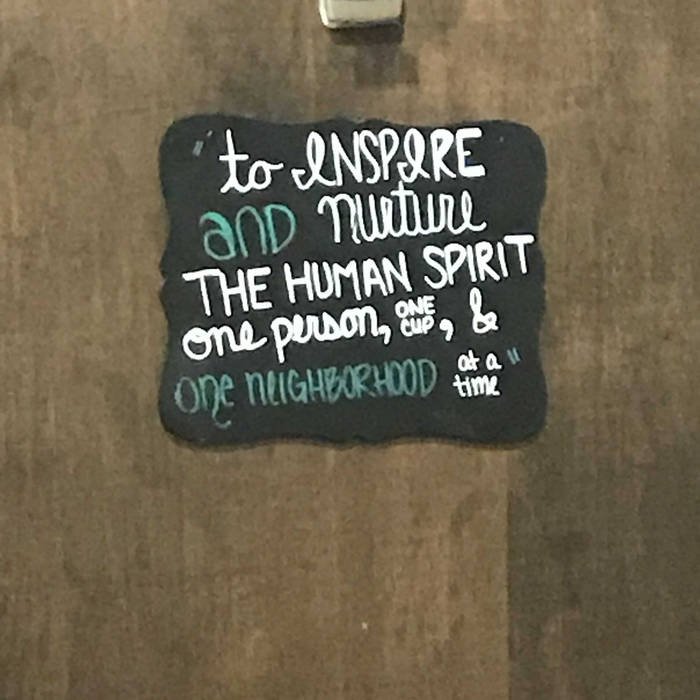 "to INSPIRE
AND nurture
THE HUMAN SPIRIT
one person, ONE CUP, &
One NEIGHBORHOOD at a time"